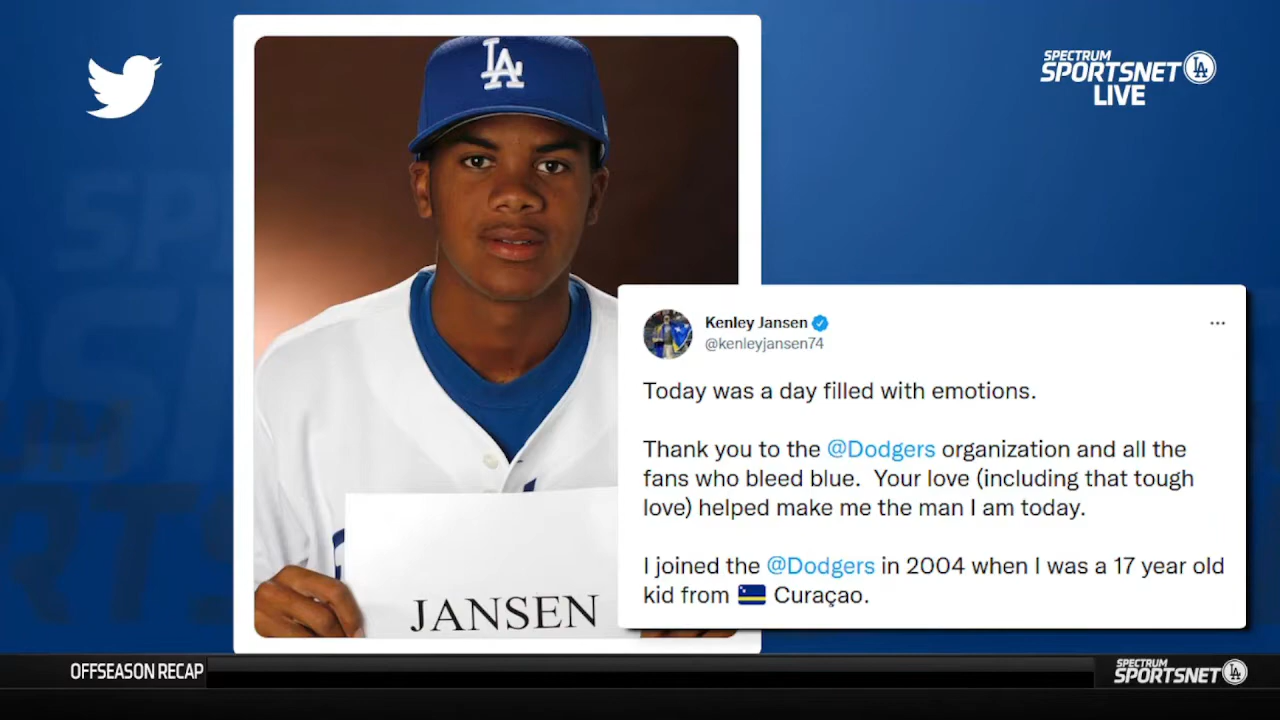 LA
SPECTRUM
SPORTSNET LA
LIVE
Kenley Jansen
@kenleyjansen74
Today was a day filled with emotions.
Thank you to the @Dodgers organization and all the
fans who bleed blue.  Your love (including that tough
love) helped make me the man I am today.
I joined the @Dodgers in 2004 when I was a 17 year old
kid from 🇨🇼 Curaçao.
JANSEN
OFFSEASON RECAP
SPECTRUM
SPORTSNET LA